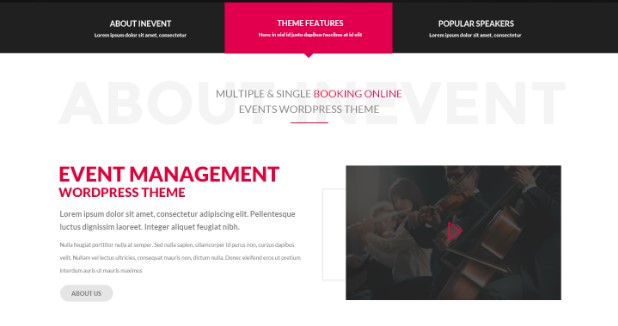 ABOUT INEVENT
Lorem ipsum dolor sit amet, consectetur
THEME FEATURES
Nunc in nisl id justo dapibus faucibus at id elit
POPULAR SPEAKERS
Lorem ipsum dolor sit amet, consectetur
ABOUT INEVENT
MULTIPLE & SINGLE BOOKING ONLINE
EVENTS WORDPRESS THEME
EVENT MANAGEMENT
WORDPRESS THEME
Lorem ipsum dolor sit amet, consectetur adipiscing elit. Pellentesque
luctus dignissim laoreet. Integer aliquet feugiat nibh.
Nulla feugiat porttitor nulla at semper. Sed nulla sapien, ullamcorper id purus non, cursus dapibus
velit. Nullam vel lectus ultricies, consequat mauris non, dictum nulla. Donec eleifend eros ut pretium
interdum auris ut mauris maximus
ABOUT US